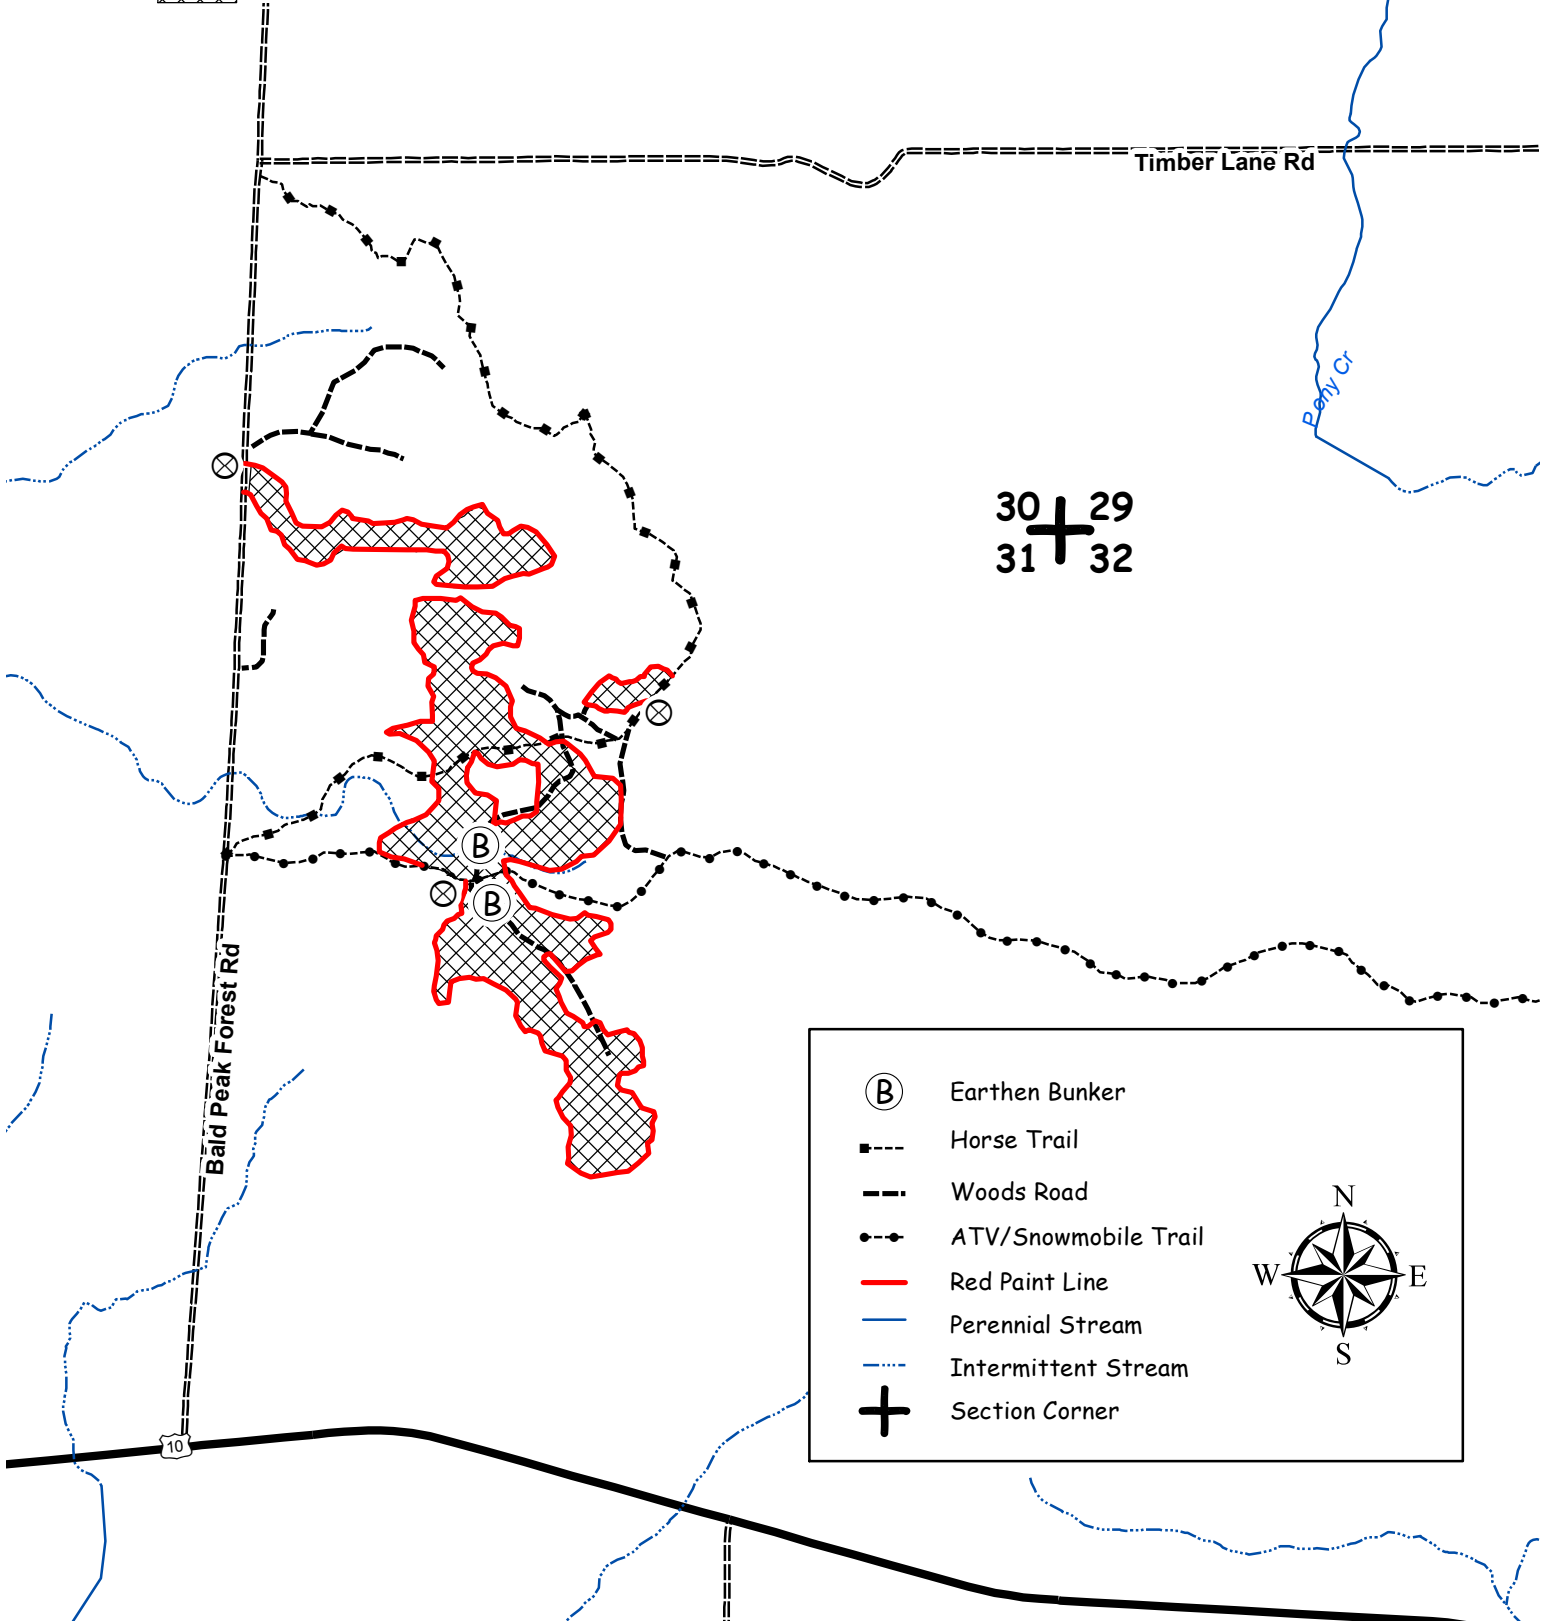 Timber Lane Rd
Pony Cr
30 29
31 32
B
B
Bald Peak Forest Rd
B Earthen Bunker
Horse Trail
Woods Road
ATV/Snowmobile Trail
Red Paint Line
Perennial Stream
Intermittent Stream
Section Corner
N
W E
S
10